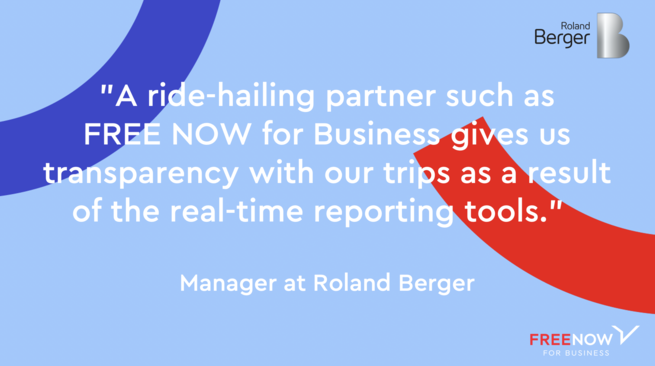 Roland
Berger
"A ride-hailing partner such as
FREE NOW for Business gives us
transparency with our trips as a result
of the real-time reporting tools."
Manager at Roland Berger
FREENOW
FOR BUSINESS